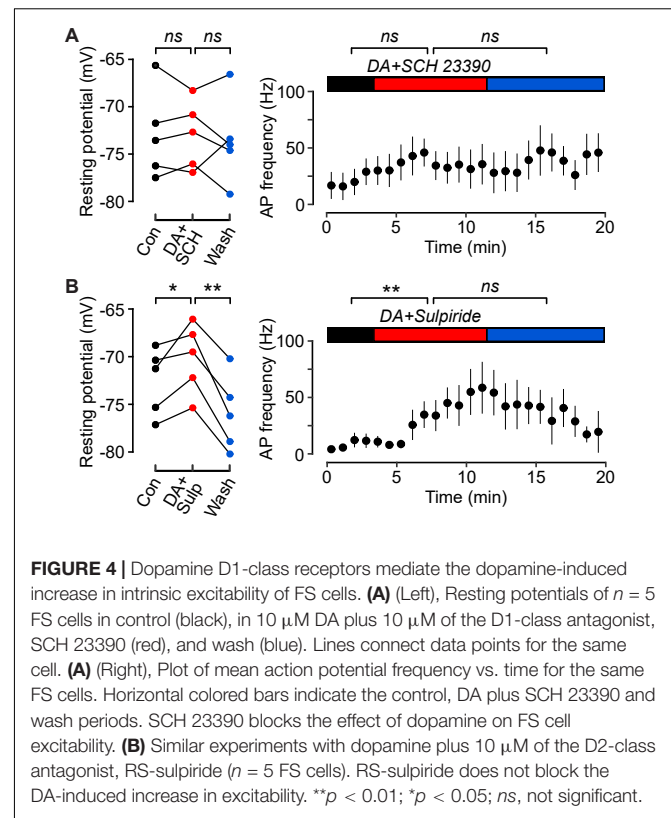 A
ns ns
-65
-70
-75
-80
Resting potential (mV)
Con
DA+
SCH
Wash
ns ns
DA+SCH 23390
100
50
0
AP frequency (Hz)
0 5 10 15 20
Time (min)
B
* **
-65
-70
-75
-80
Resting potential (mV)
Con
DA+
Sulp
Wash
** ns
DA+Sulpiride
100
50
0
AP frequency (Hz)
0 5 10 15 20
Time (min)
FIGURE 4 | Dopamine D1-class receptors mediate the dopamine-induced
increase in intrinsic excitability of FS cells. (A) (Left), Resting potentials of n = 5
FS cells in control (black), in 10 μM DA plus 10 μM of the D1-class antagonist,
SCH 23390 (red), and wash (blue). Lines connect data points for the same
cell. (A) (Right), Plot of mean action potential frequency vs. time for the same
FS cells. Horizontal colored bars indicate the control, DA plus SCH 23390 and
wash periods. SCH 23390 blocks the effect of dopamine on FS cell
excitability. (B) Similar experiments with dopamine plus 10 μM of the D2-class
antagonist, RS-sulpiride (n = 5 FS cells). RS-sulpiride does not block the
DA-induced increase in excitability. **p < 0.01; *p < 0.05; ns, not significant.